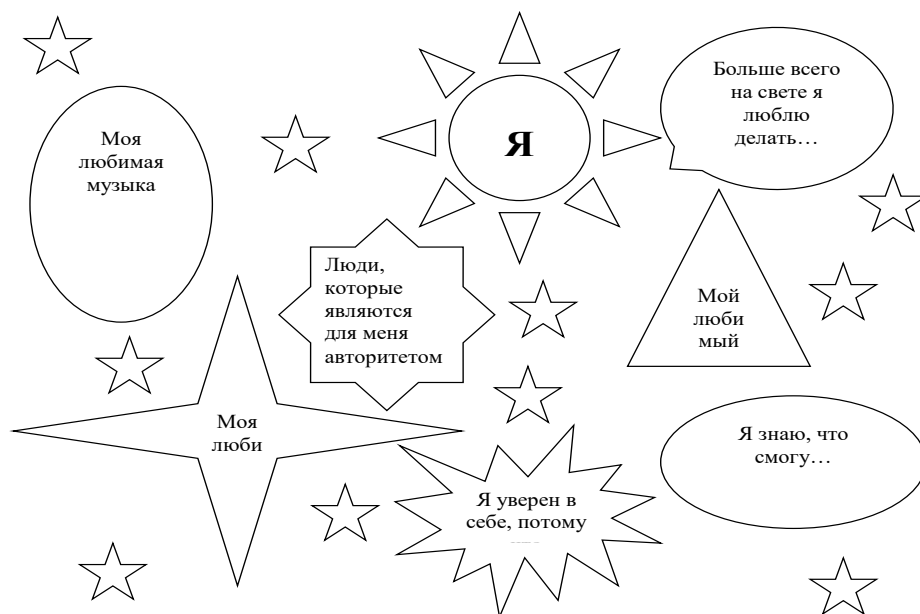 Я
Больше всего
на свете я
люблю
делать…
Моя
любимая
музыка
Люди,
которые
являются
для меня
авторитетом
Мой
люби
мый
Моя
люби
Я знаю, что
смогу…
Я уверен в
себе, потому